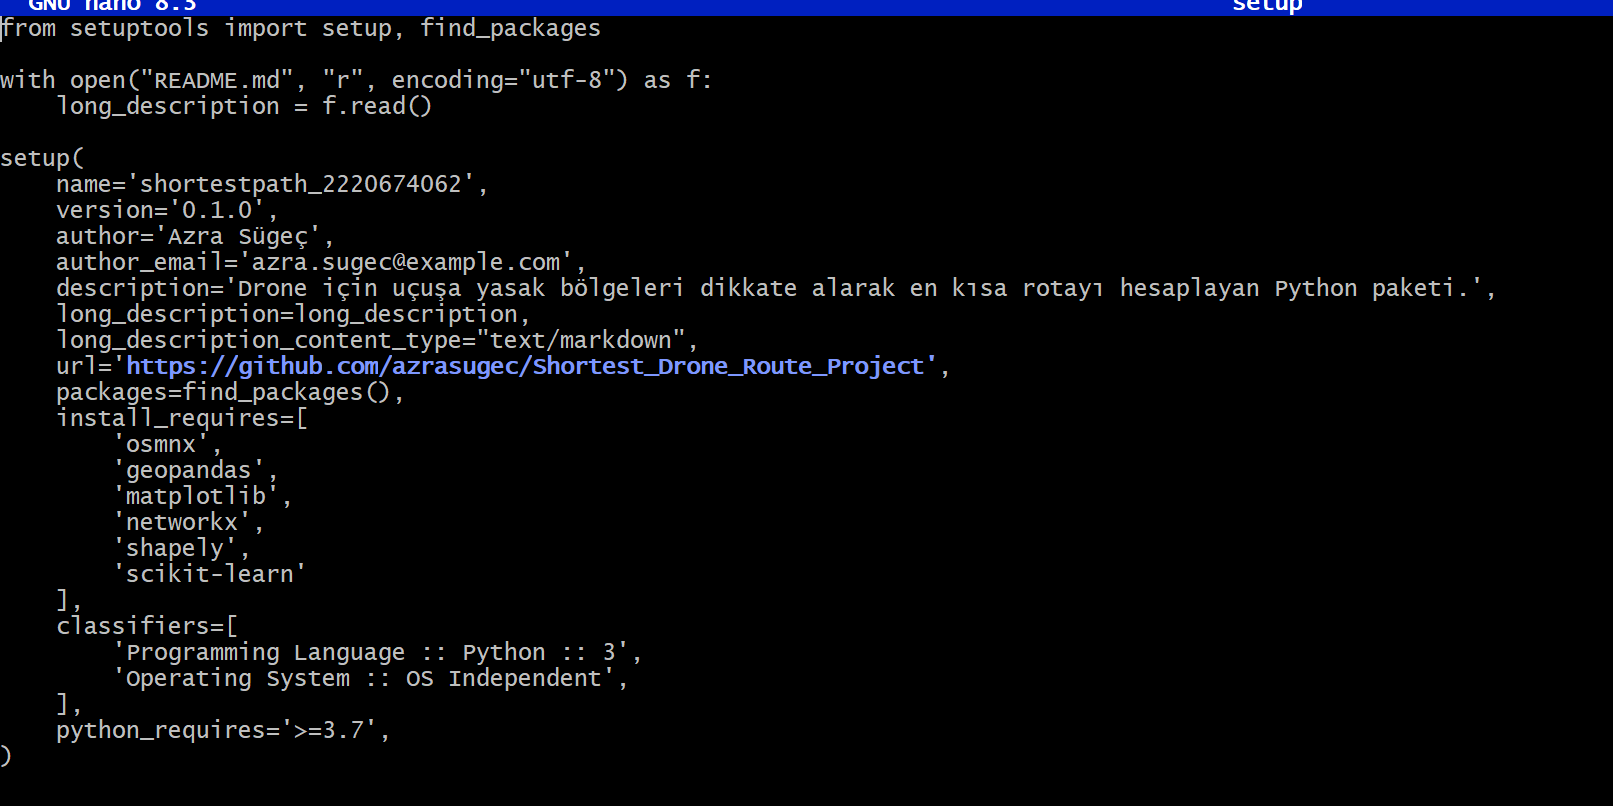 GNU nano 8.3 setup
from setuptools import setup, find_packages
with open("README.md", "r", encoding="utf-8") as f:
    long_description = f.read()
setup(
    name='shortestpath_2220674062',
    version='0.1.0',
    author='Azra Sügeç',
    author_email='azra.sugec@example.com',
    description='Drone için uçuşa yasak bölgeleri dikkate alarak en kısa rotayı hesaplayan Python paketi.',
    long_description=long_description,
    long_description_content_type="text/markdown",
    url='https://github.com/azrasugec/Shortest_Drone_Route_Project',
    packages=find_packages(),
    install_requires=[
        'osmnx',
        'geopandas',
        'matplotlib',
        'networkx',
        'shapely',
        'scikit-learn'
    ],
    classifiers=[
        'Programming Language :: Python :: 3',
        'Operating System :: OS Independent',
    ],
    python_requires='>=3.7',
)